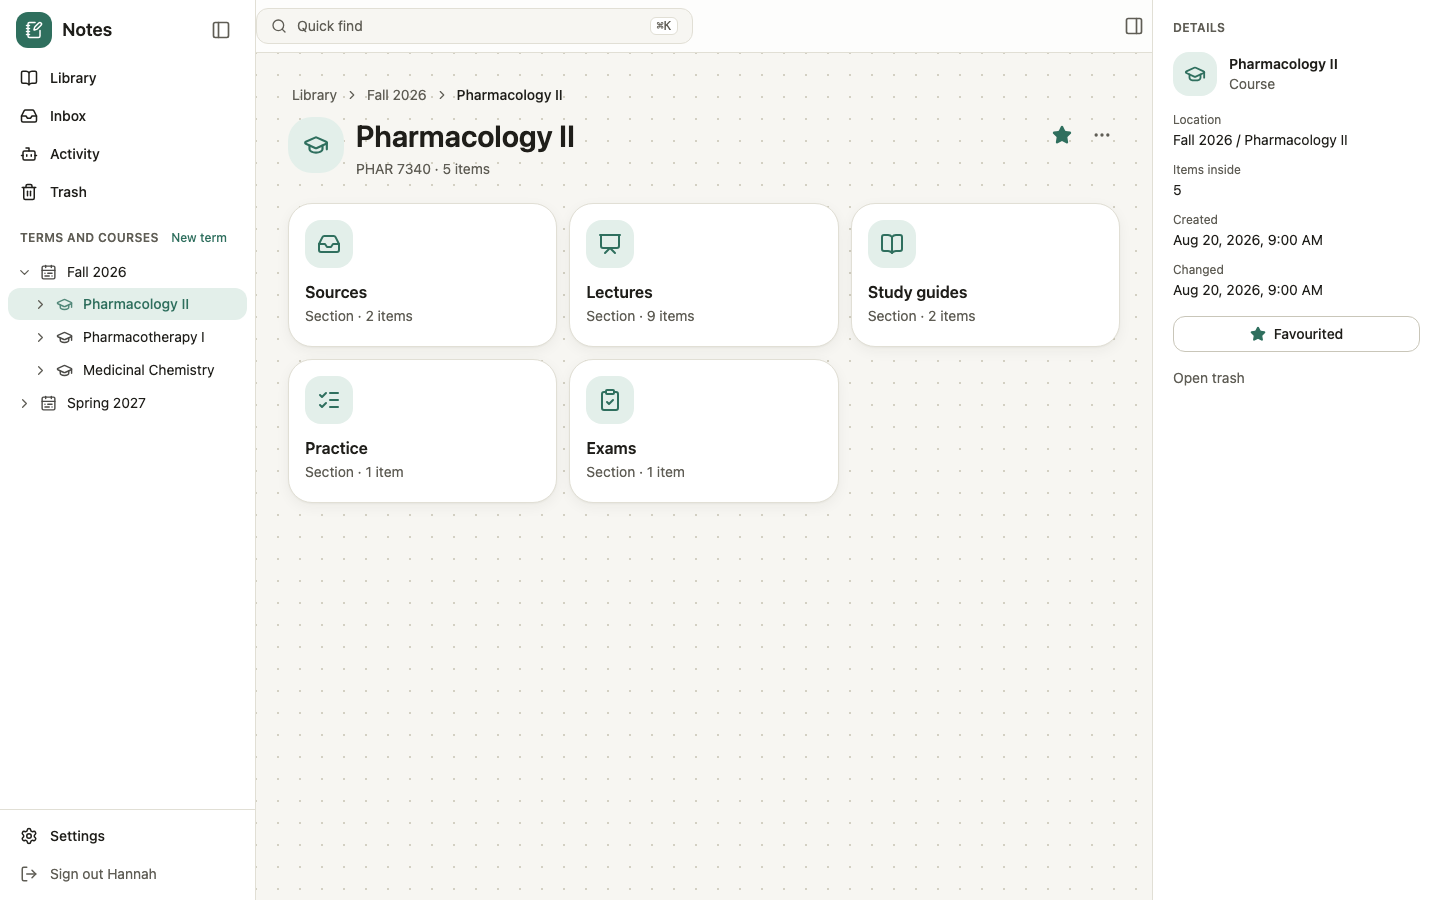 Notes
Library
Inbox
Activity
Trash
TERMS AND COURSES New term
Fall 2026
Pharmacology II
Pharmacotherapy I
Medicinal Chemistry
Spring 2027
Settings
Sign out Hannah
Quick find ⌘K
Library Fall 2026 Pharmacology II
Pharmacology II
PHAR 7340 · 5 items
Sources
Section · 2 items
Lectures
Section · 9 items
Study guides
Section · 2 items
Practice
Section · 1 item
Exams
Section · 1 item
DETAILS
Pharmacology II
Course
Location
Fall 2026 / Pharmacology II
Items inside
5
Created
Aug 20, 2026, 9:00 AM
Changed
Aug 20, 2026, 9:00 AM
Favourited
Open trash